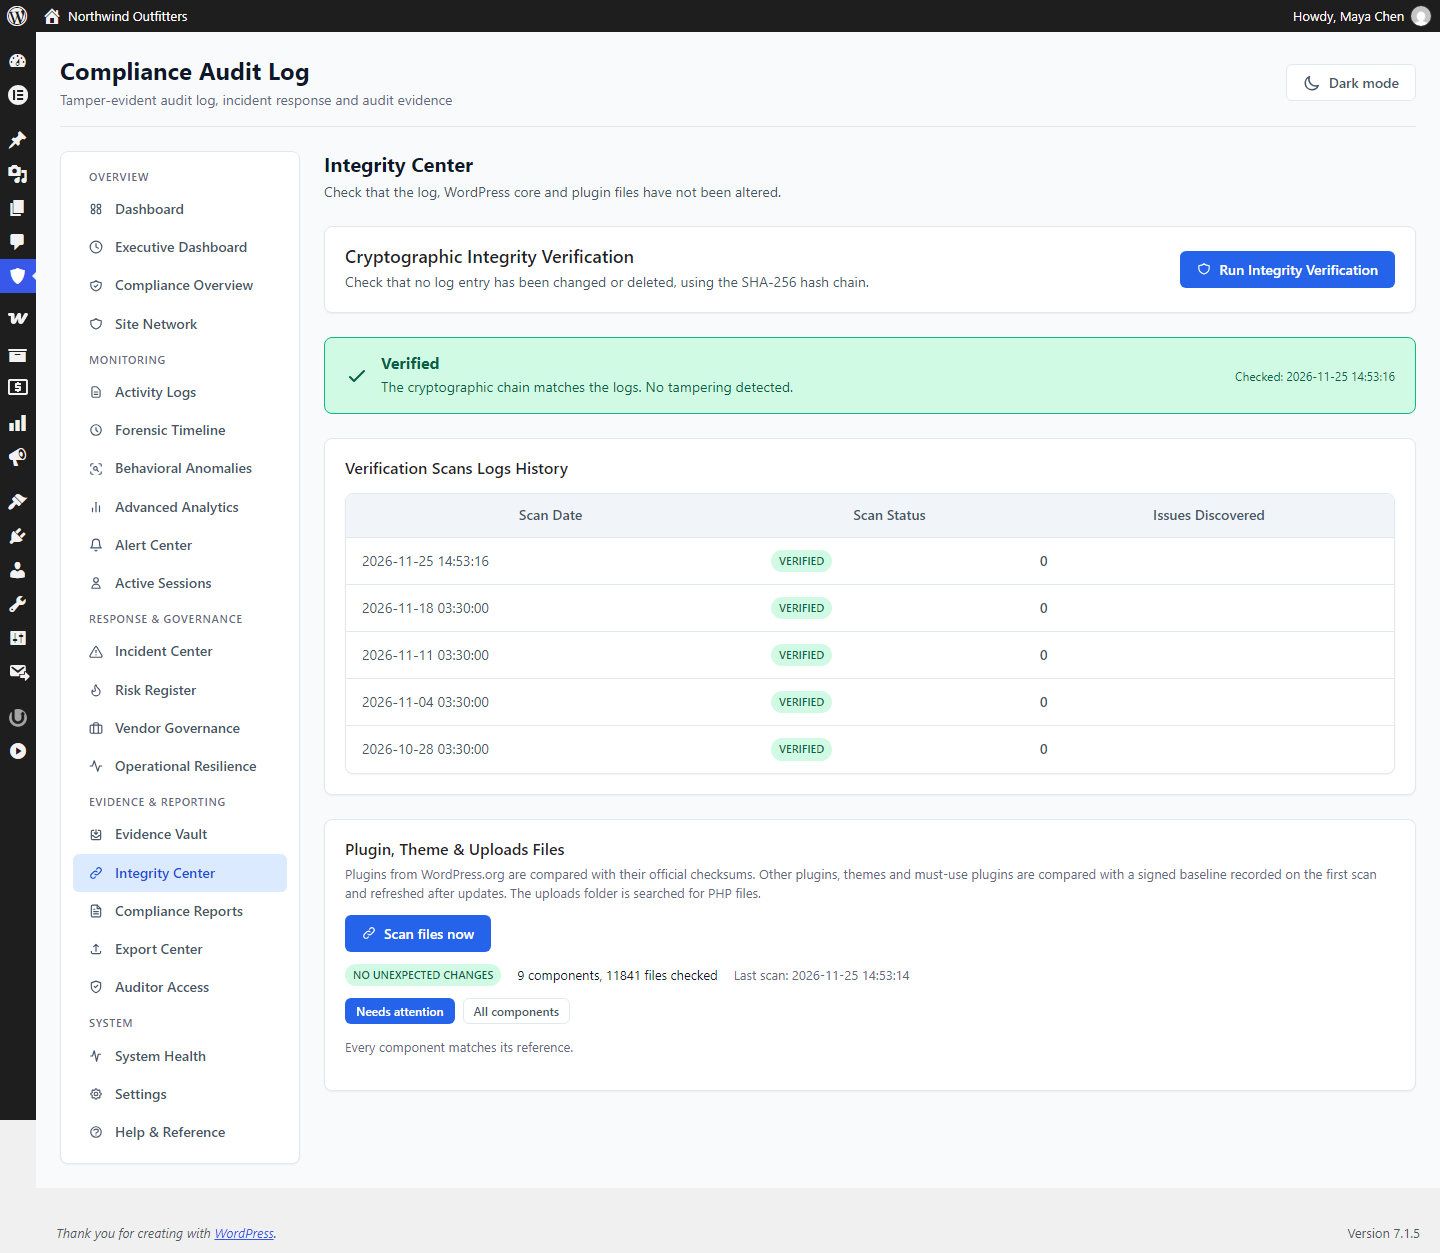 Northwind Outfitters
Howdy, Maya Chen
Compliance Audit Log
Tamper-evident audit log, incident response and audit evidence
Dark mode
OVERVIEW
Dashboard
Executive Dashboard
Compliance Overview
Site Network
MONITORING
Activity Logs
Forensic Timeline
Behavioral Anomalies
Advanced Analytics
Alert Center
Active Sessions
RESPONSE & GOVERNANCE
Incident Center
Risk Register
Vendor Governance
Operational Resilience
EVIDENCE & REPORTING
Evidence Vault
Integrity Center
Compliance Reports
Export Center
Auditor Access
SYSTEM
System Health
Settings
Help & Reference
Integrity Center
Check that the log, WordPress core and plugin files have not been altered.
Cryptographic Integrity Verification
Check that no log entry has been changed or deleted, using the SHA-256 hash chain.
Run Integrity Verification
Verified
The cryptographic chain matches the logs. No tampering detected.
Checked: 2026-11-25 14:53:16
Verification Scans Logs History
Scan Date Scan Status Issues Discovered
2026-11-25 14:53:16 VERIFIED 0
2026-11-18 03:30:00 VERIFIED 0
2026-11-11 03:30:00 VERIFIED 0
2026-11-04 03:30:00 VERIFIED 0
2026-10-28 03:30:00 VERIFIED 0
Plugin, Theme & Uploads Files
Plugins from WordPress.org are compared with their official checksums. Other plugins, themes and must-use plugins are compared with a signed baseline recorded on the first scan
and refreshed after updates. The uploads folder is searched for PHP files.
Scan files now
NO UNEXPECTED CHANGES 9 components, 11841 files checked Last scan: 2026-11-25 14:53:14
Needs attention All components
Every component matches its reference.
Thank you for creating with WordPress.
Version 7.1.5